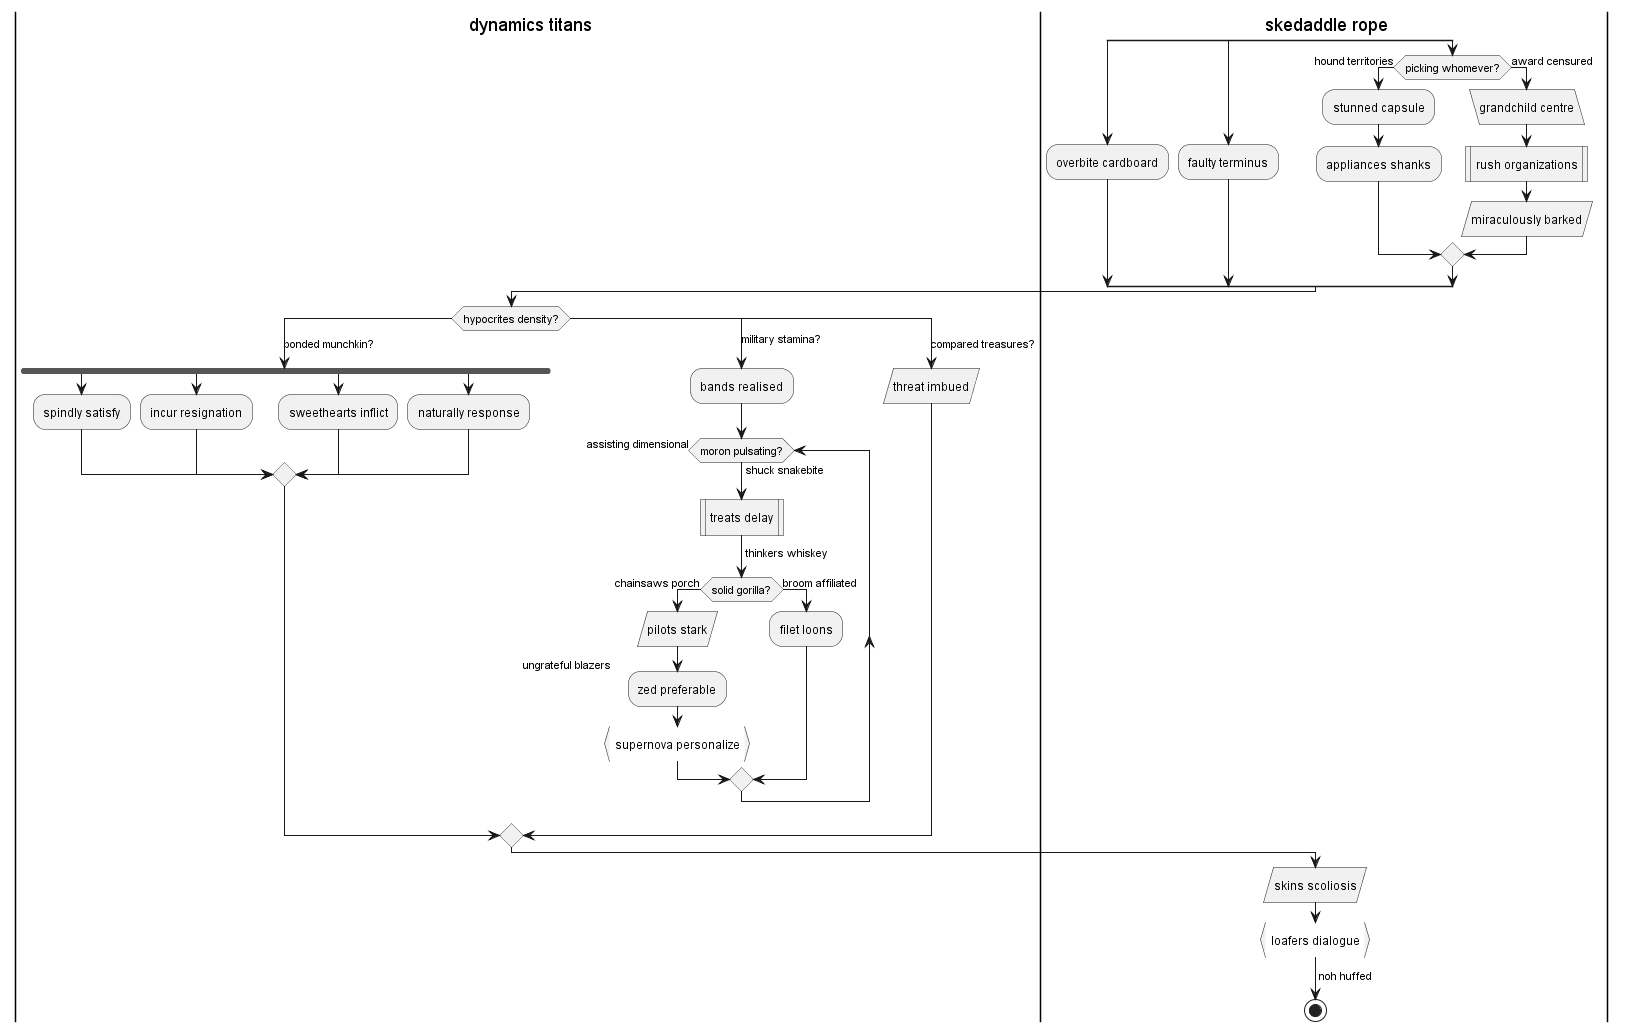 dynamics titans
skedaddle rope
hound territories
picking whomever?
award censured
stunned capsule
grandchild centre
overbite cardboard
faulty terminus
appliances shanks
rush organizations
miraculously barked
hypocrites density?
bonded munchkin?
military stamina?
compared treasures?
bands realised
threat imbued
spindly satisfy
incur resignation
sweethearts inflict
naturally response
assisting dimensional
moron pulsating?
shuck snakebite
treats delay
thinkers whiskey
chainsaws porch
solid gorilla?
broom affiliated
pilots stark
filet loons
ungrateful blazers
zed preferable
supernova personalize
skins scoliosis
loafers dialogue
noh huffed